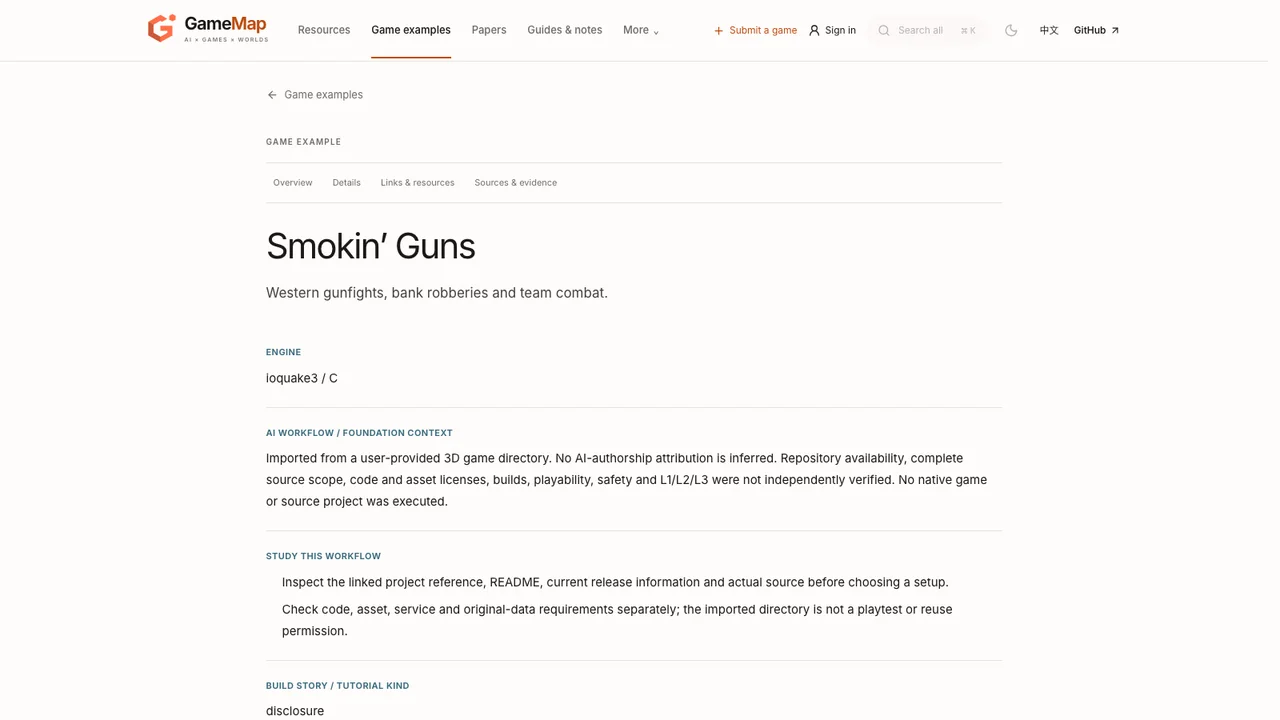 GameMap
AI × GAMES × WORLDS
Resources
Game examples
Papers
Guides & notes
More
Submit a game
Sign in
Search all
⌘ K
中文
GitHub ↗
← Game examples
GAME EXAMPLE
Overview
Details
Links & resources
Sources & evidence
Smokin’ Guns
Western gunfights, bank robberies and team combat.
ENGINE
ioquake3 / C
AI WORKFLOW / FOUNDATION CONTEXT
Imported from a user-provided 3D game directory. No AI-authorship attribution is inferred. Repository availability, complete
source scope, code and asset licenses, builds, playability, safety and L1/L2/L3 were not independently verified. No native game
or source project was executed.
STUDY THIS WORKFLOW
Inspect the linked project reference, README, current release information and actual source before choosing a setup.
Check code, asset, service and original-data requirements separately; the imported directory is not a playtest or reuse
permission.
BUILD STORY / TUTORIAL KIND
disclosure